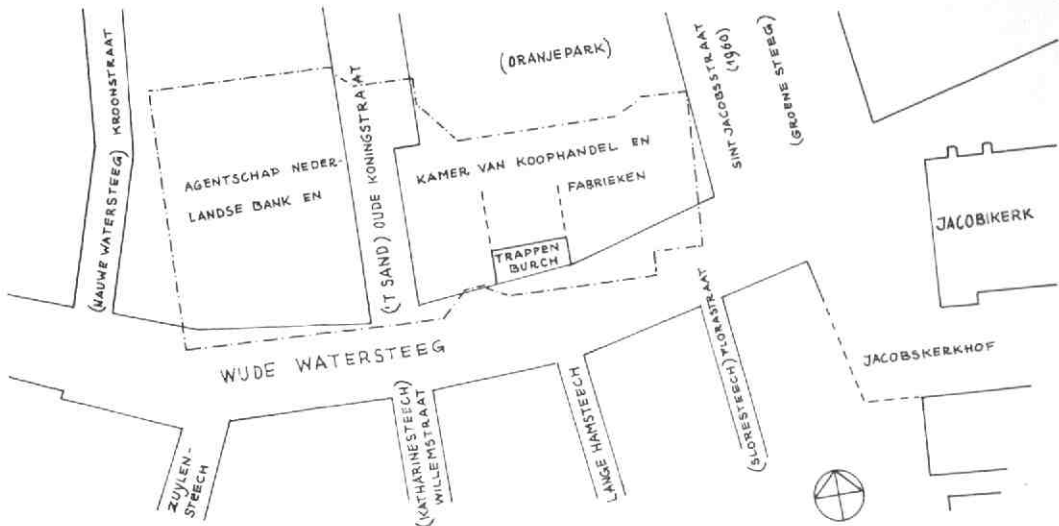 (NAUWE WATERSTEEG) KROONSTRAAT
AGENTSCHAP NEDER-
LANDSE BANK EN
('T SAND) OUDE KONINGSTRAAT
(ORANJEPARK)
KAMER VAN KOOPHANDEL EN
FABRIEKEN
TRAPPEN
BURCH
SINT JACOBSSTRAAT
(1960)
(GROENE STEEG)
JACOBIKERK
JACOBSKERKHOF
WIJDE WATERSTEEG
ZUYLEN-
STEECH
(KATHARINESTEECH)
WILLEMSTRAAT
LANGE HAMSTEECH
(SLORESTEECH) FLORASTRAAT